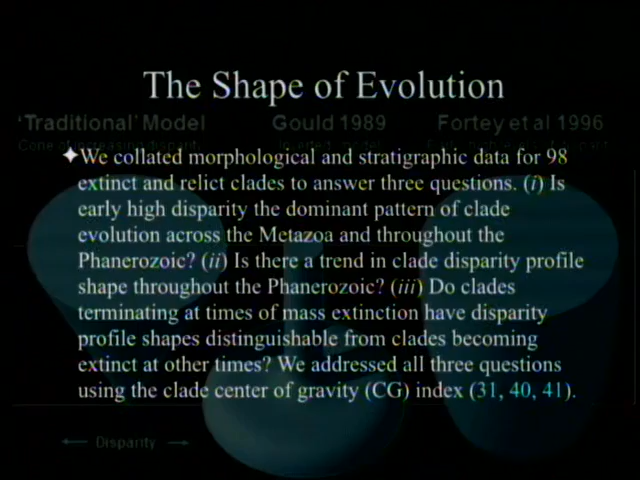 The Shape of Evolution
'Traditional' Model Gould 1989 Fortey et al 1996
✦We collated morphological and stratigraphic data for 98
extinct and relict clades to answer three questions. (i) Is
early high disparity the dominant pattern of clade
evolution across the Metazoa and throughout the
Phanerozoic? (ii) Is there a trend in clade disparity profile
shape throughout the Phanerozoic? (iii) Do clades
terminating at times of mass extinction have disparity
profile shapes distinguishable from clades becoming
extinct at other times? We addressed all three questions
using the clade center of gravity (CG) index (31, 40, 41).
Disparity